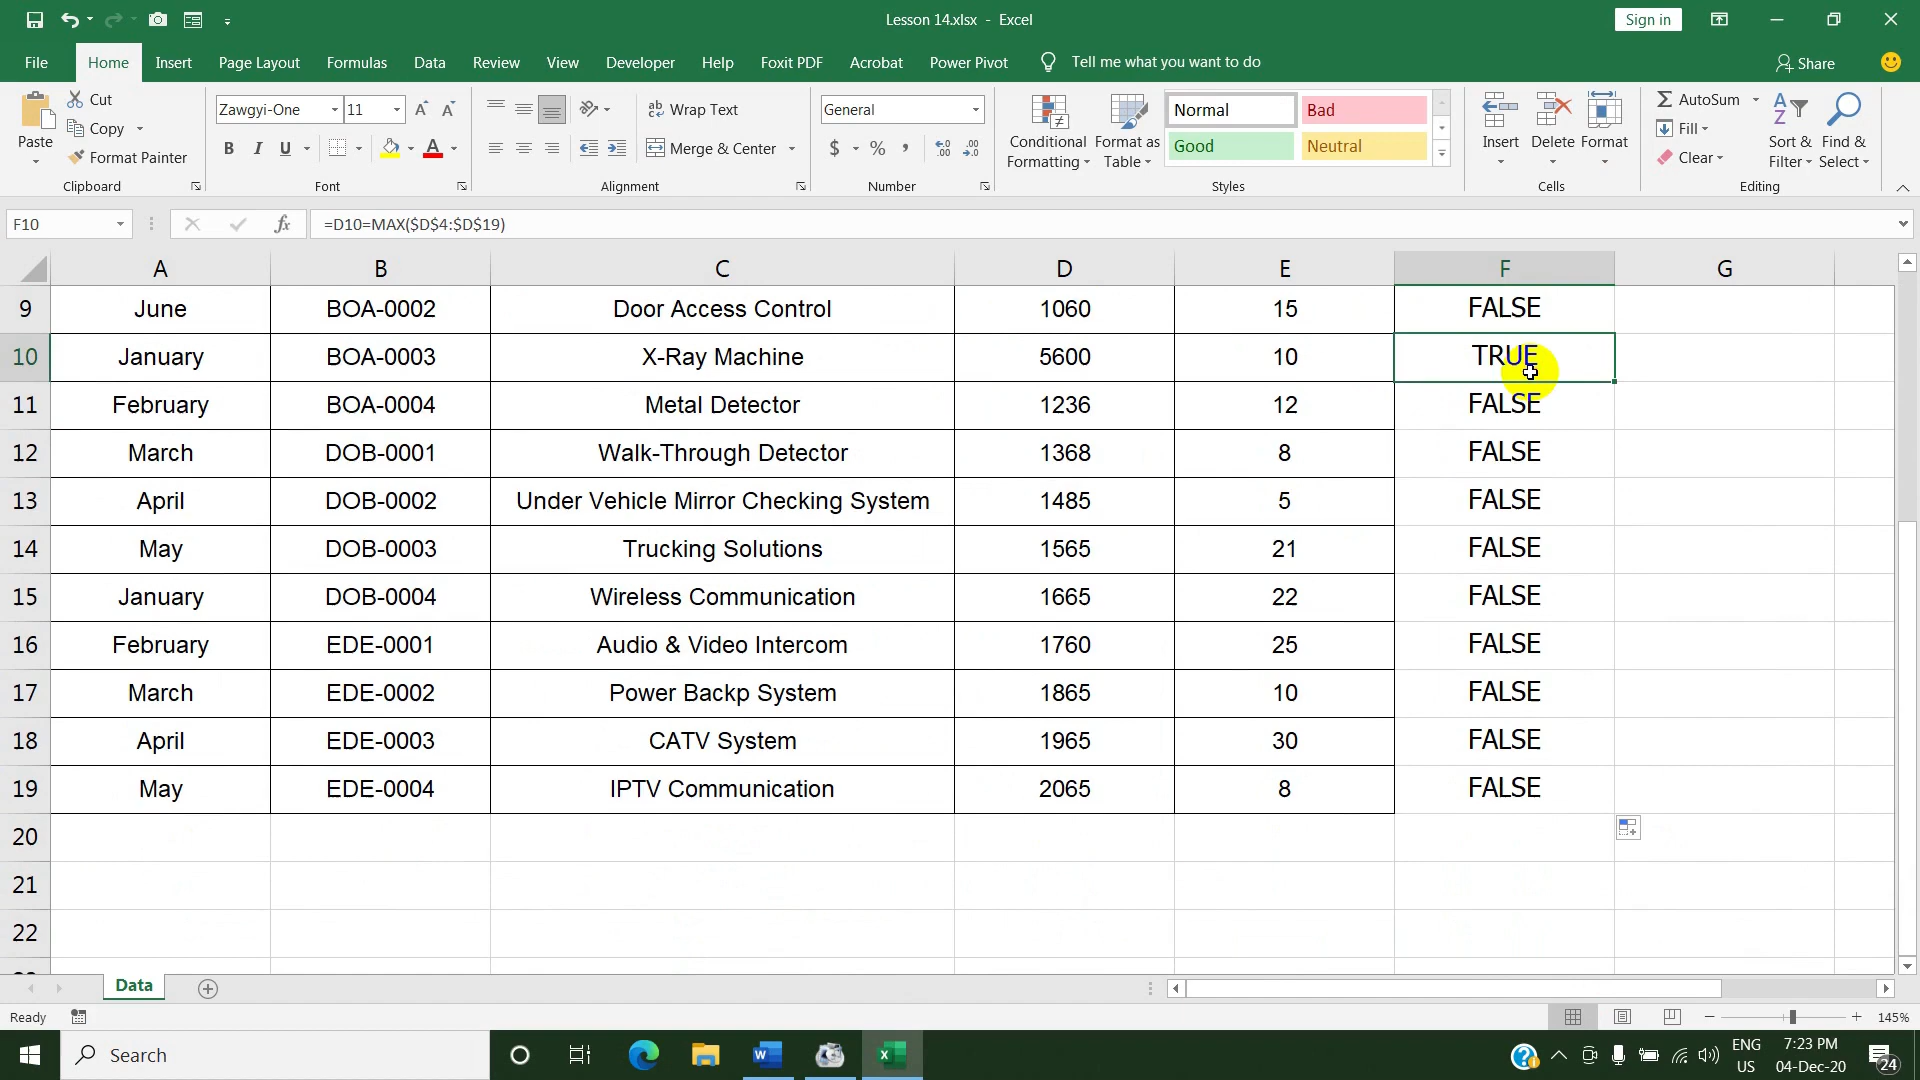 Lesson 14.xlsx - Excel
Sign in
File Home Insert Page Layout Formulas Data Review View Developer Help Foxit PDF Acrobat Power Pivot Tell me what you want to do Share
Paste
Cut
Copy
Format Painter
Clipboard
Zawgyi-One 11
B I U
Font
Wrap Text
Merge & Center
Alignment
General
$ % ,
Number
Conditional Formatting
Format as Table
Normal Bad
Good Neutral
Styles
Insert Delete Format
Cells
AutoSum
Fill
Clear
Sort & Filter
Find & Select
Editing
F10 fx =D10=MAX($D$4:$D$19)
A B C D E F G
9 June BOA-0002 Door Access Control 1060 15 FALSE
10 January BOA-0003 X-Ray Machine 5600 10 TRUE
11 February BOA-0004 Metal Detector 1236 12 FALSE
12 March DOB-0001 Walk-Through Detector 1368 8 FALSE
13 April DOB-0002 Under Vehicle Mirror Checking System 1485 5 FALSE
14 May DOB-0003 Trucking Solutions 1565 21 FALSE
15 January DOB-0004 Wireless Communication 1665 22 FALSE
16 February EDE-0001 Audio & Video Intercom 1760 25 FALSE
17 March EDE-0002 Power Backp System 1865 10 FALSE
18 April EDE-0003 CATV System 1965 30 FALSE
19 May EDE-0004 IPTV Communication 2065 8 FALSE
20
21
22
Data
Ready 145%
Search
ENG
US
7:23 PM
04-Dec-20
24